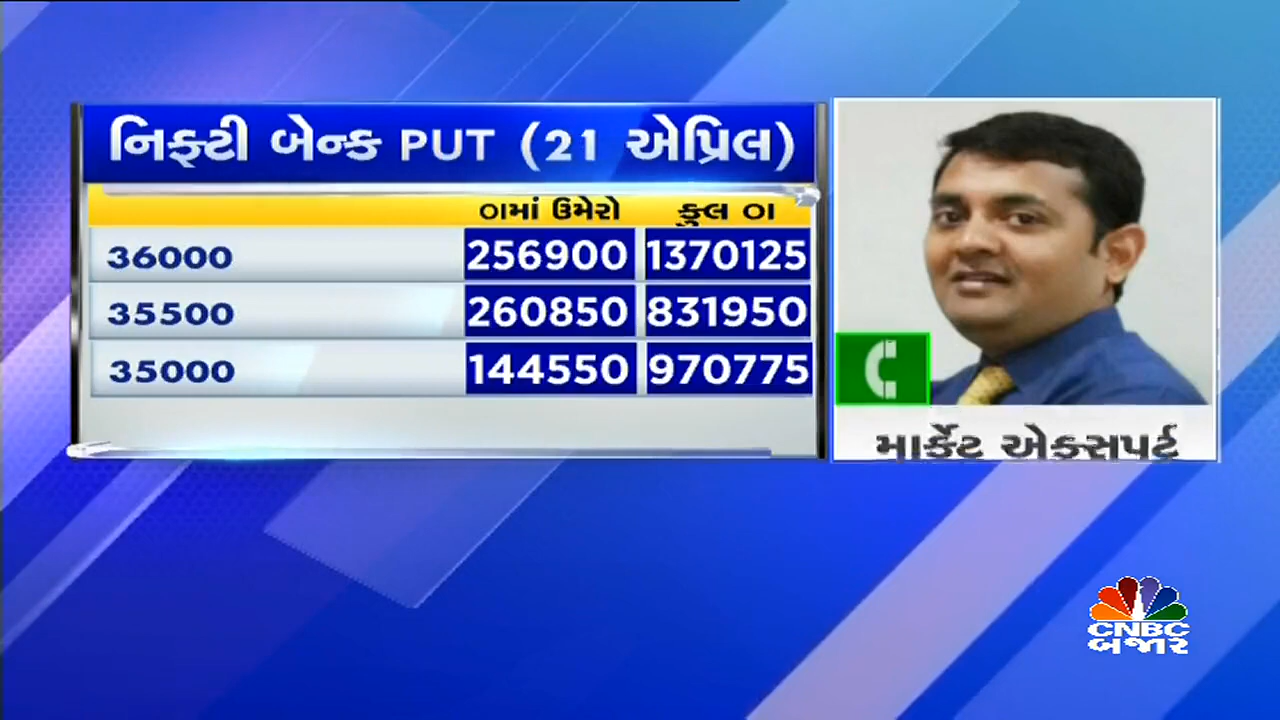 નિફ્ટી બેન્ક PUT (21 એપ્રિલ)
OIમાં ઉમેરો કુલ OI
36000 256900 1370125
35500 260850 831950
35000 144550 970775
માર્કેટ એક્સપર્ટ
CNBC
બજાર